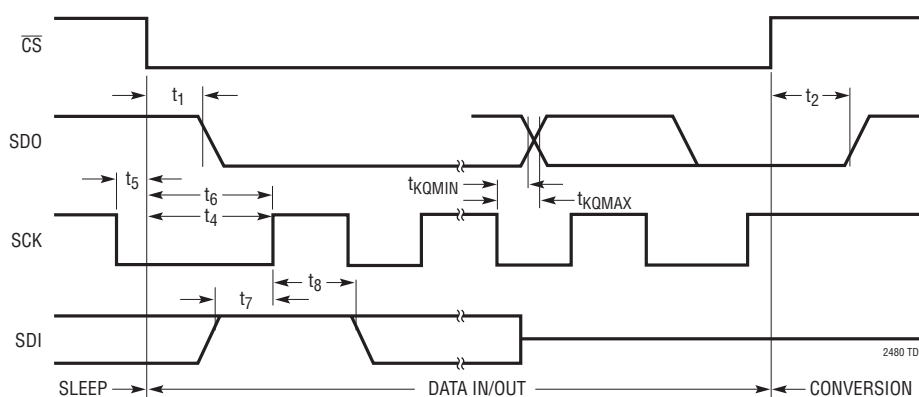 CS
t1
t2
SDO
t5
t6
tKQMIN
t4
tKQMAX
SCK
t8
t7
SDI
2480 TD
SLEEP
DATA IN/OUT
CONVERSION